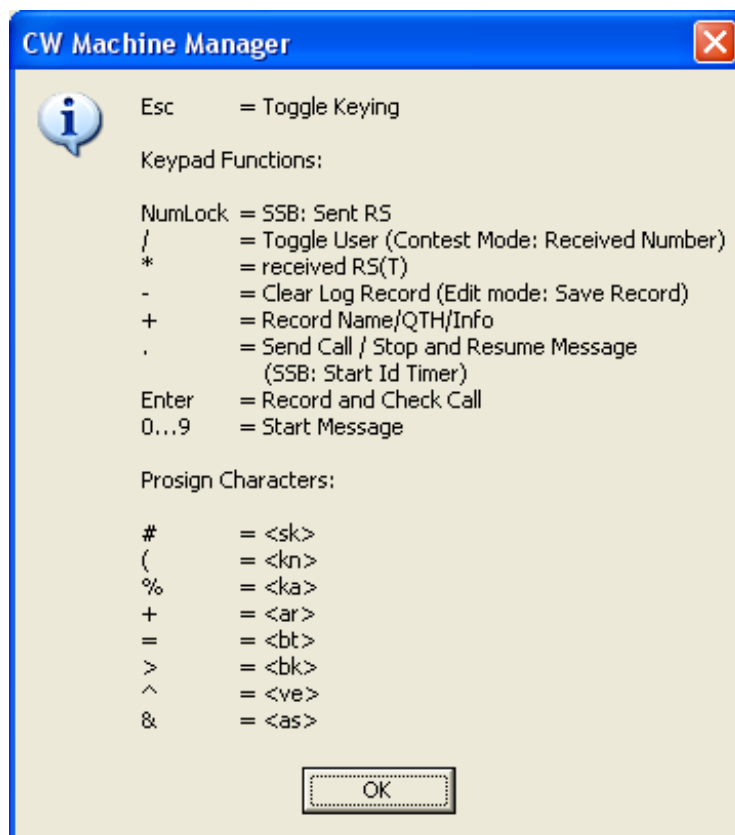 CW Machine Manager
Esc = Toggle Keying
Keypad Functions:
NumLock = SSB: Sent RS
/ = Toggle User (Contest Mode: Received Number)
* = received RS(T)
- = Clear Log Record (Edit mode: Save Record)
+ = Record Name/QTH/Info
. = Send Call / Stop and Resume Message
(SSB: Start Id Timer)
Enter = Record and Check Call
0...9 = Start Message
Prosign Characters:
# = <sk>
( = <kn>
% = <ka>
+ = <ar>
= = <bt>
> = <bk>
^ = <ve>
& = <as>
OK